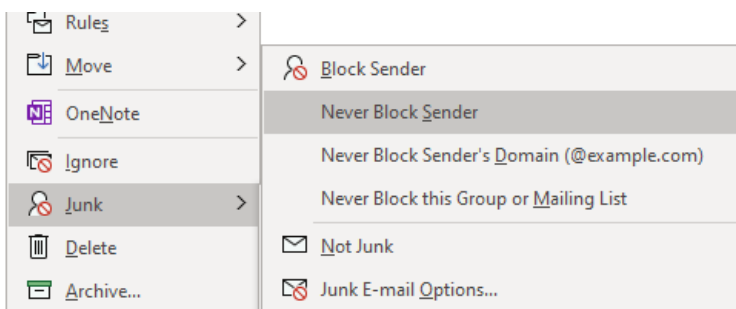 Rules
Move
OneNote
Ignore
Junk
Delete
Archive...
Block Sender
Never Block Sender
Never Block Sender's Domain (@example.com)
Never Block this Group or Mailing List
Not Junk
Junk E-mail Options...